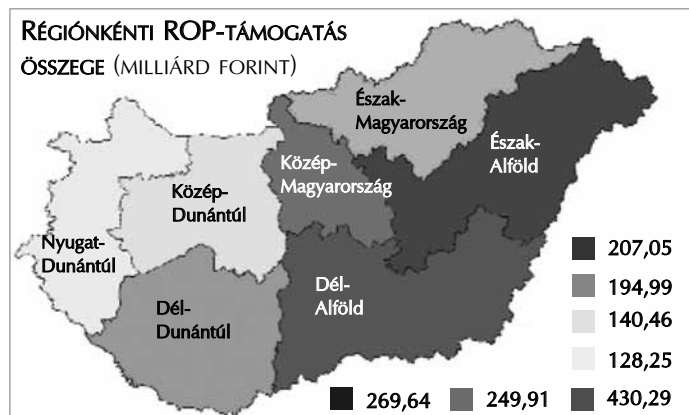 RÉGIÓNKÉNTI ROP-TÁMOGATÁS
ÖSSZEGE (MILLIÁRD FORINT)
Észak-
Magyarország
Észak-
Alföld
Közép-
Magyarország
Közép-
Dunántúl
Nyugat-
Dunántúl
Dél-
Alföld
Dél-
Dunántúl
207,05
194,99
140,46
128,25
269,64 249,91 430,29